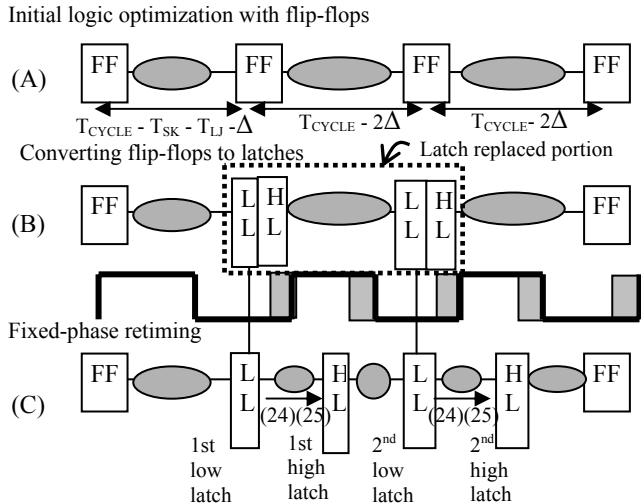 Initial logic optimization with flip-flops
(A) FF FF FF FF
T_CYCLE - T_SK - T_LJ -Δ T_CYCLE - 2Δ T_CYCLE- 2Δ
Converting flip-flops to latches Latch replaced portion
(B) FF L L H L L L H L FF
Fixed-phase retiming
(C) FF L L H L L L H L FF
(24)(25) (24)(25)
1st low latch
1st high latch
2nd low latch
2nd high latch